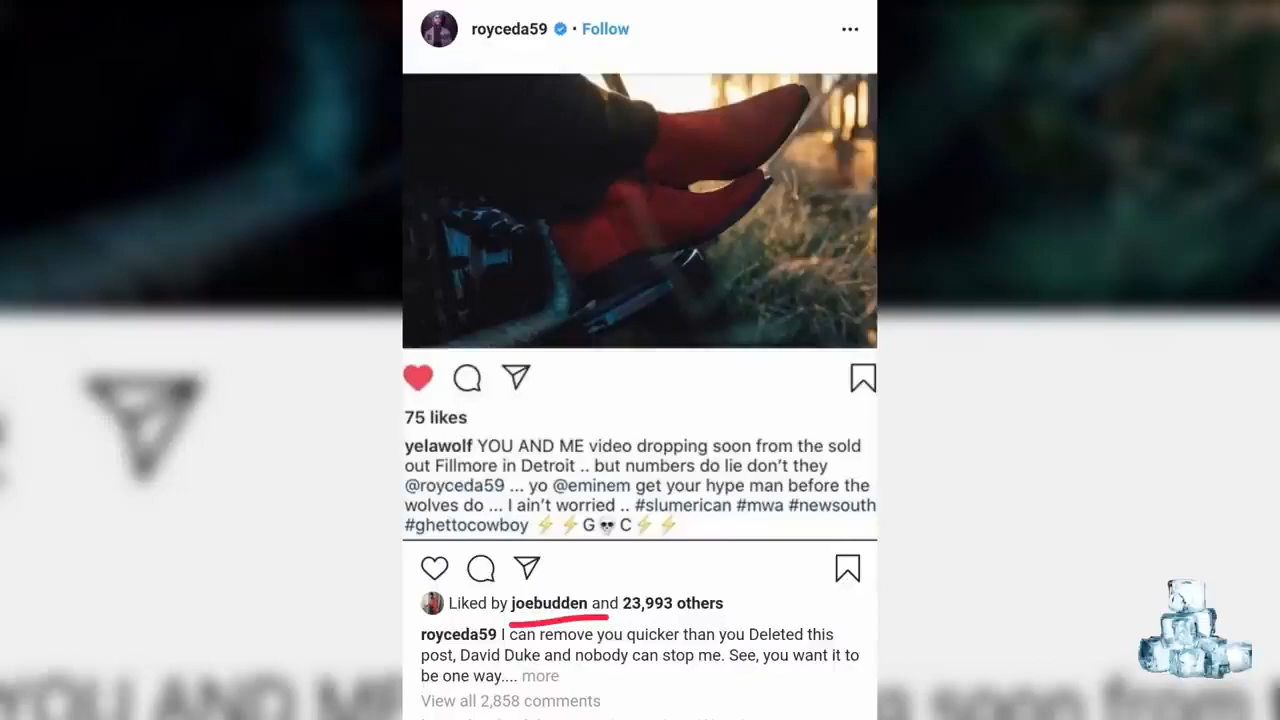 royceda59 • Follow
75 likes
yelawolf YOU AND ME video dropping soon from the sold
out Fillmore in Detroit .. but numbers do lie don't they
@royceda59 ... yo @eminem get your hype man before the
wolves do ... I ain't worried .. #slumerican #mwa #newsouth
#ghettocowboy ⚡⚡G💀C⚡⚡
Liked by joebudden and 23,993 others
royceda59 I can remove you quicker than you Deleted this
post, David Duke and nobody can stop me. See, you want it to
be one way.... more
View all 2,858 comments